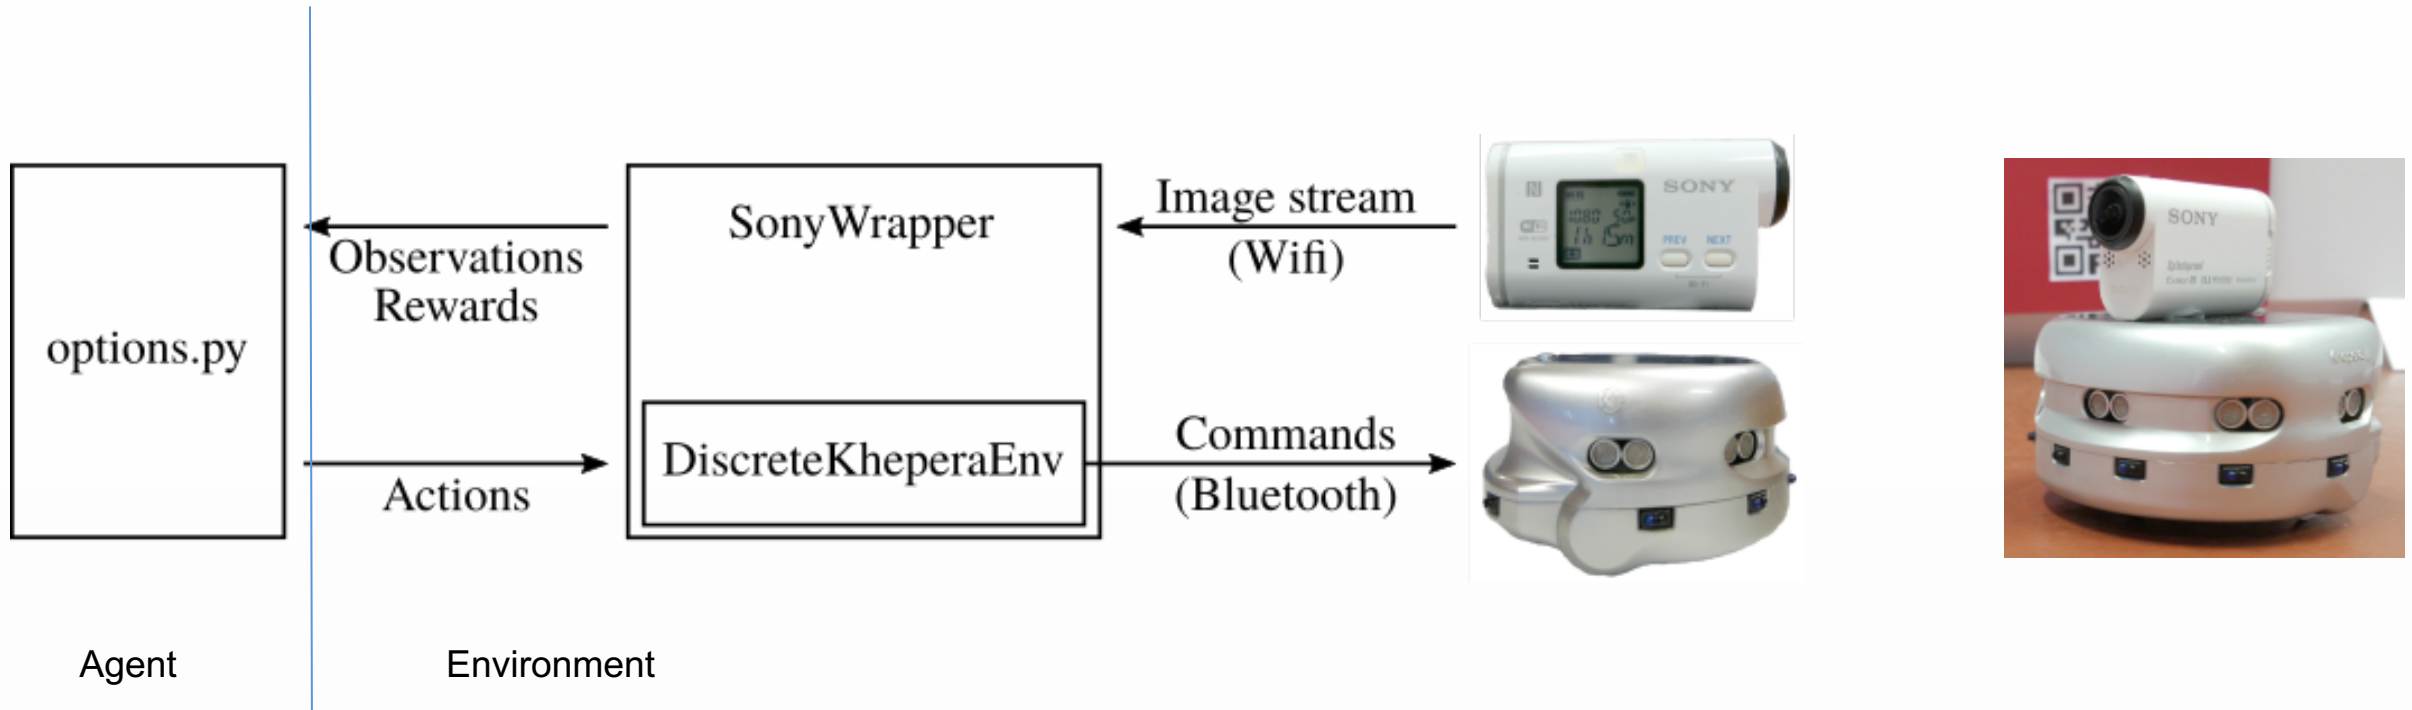 options.py
Observations
Rewards
Actions
SonyWrapper
DiscreteKheperaEnv
Image stream
(Wifi)
Commands
(Bluetooth)
SONY
PREV NEXT
SONY
Agent
Environment